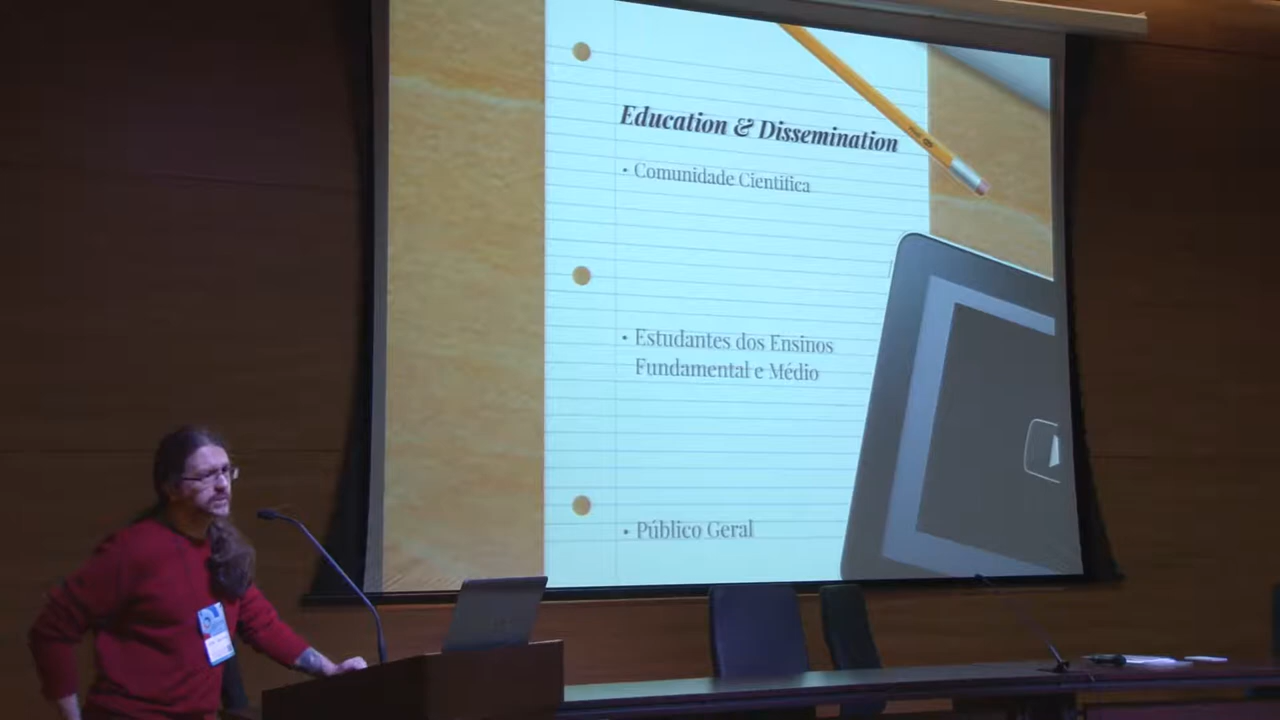 Education & Dissemination
• Comunidade Cientifica
• Estudantes dos Ensinos
Fundamental e Médio
• Público Geral